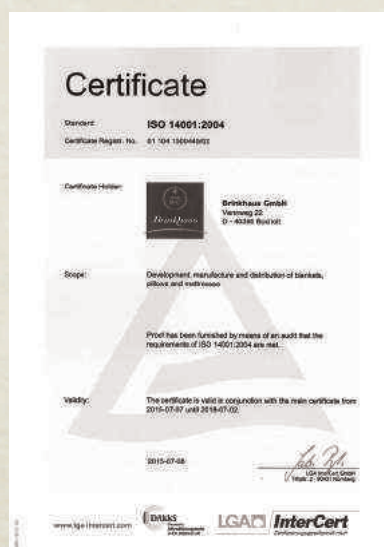 Certificate
Standard: ISO 14001:2004
Certificate Registr. No.
Certificate Holder:
Brinkhaus
Brinkhaus GmbH
22
D -
Scope: Development, manufacture and distribution of blankets,
pillows and mattresses
Proof has been furnished by means of an audit that the
requirements of ISO 14001:2004 are met.
Validity: The certificate is valid in conjunction with the main certificate from
2015-07-07 until 2018-07-02.
2015-07-08
LGA InterCert GmbH
Nürnberg
www.lga-intercert.com
DAkkS
LGA InterCert